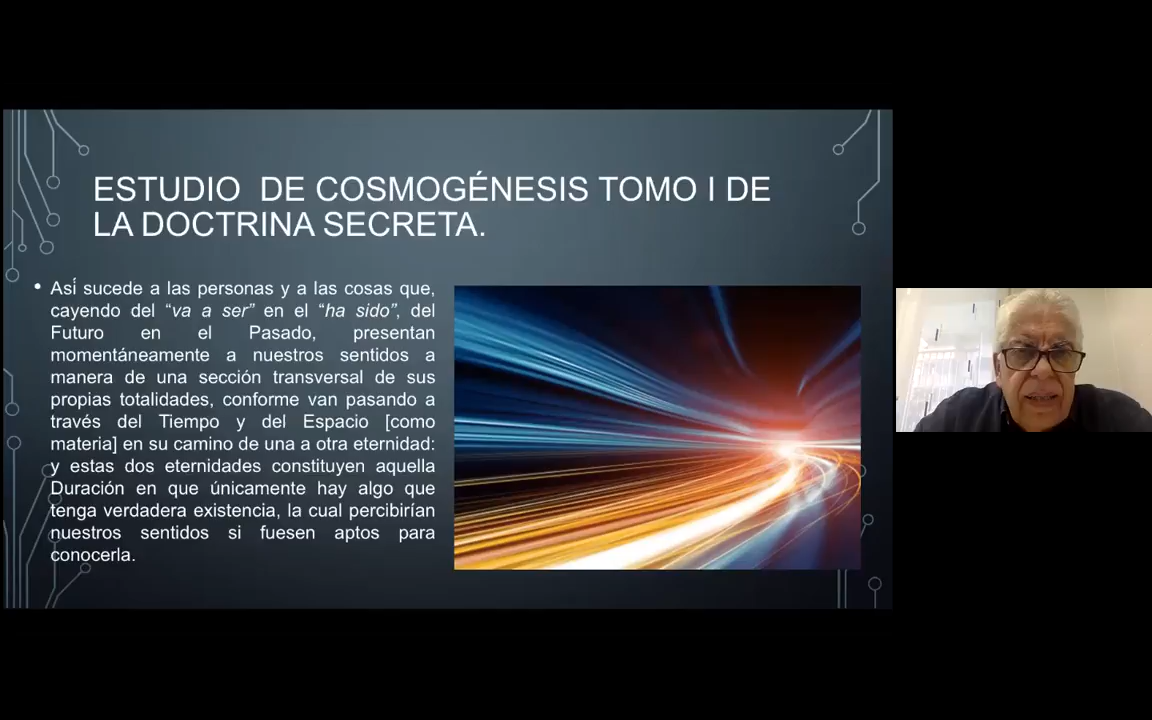 ESTUDIO  DE COSMOGÉNESIS TOMO I DE
LA DOCTRINA SECRETA.
• Así sucede a las personas y a las cosas que,
cayendo del “va a ser” en el “ha sido”, del
Futuro en el Pasado, presentan
momentáneamente a nuestros sentidos a
manera de una sección transversal de sus
propias totalidades, conforme van pasando a
través del Tiempo y del Espacio [como
materia] en su camino de una a otra eternidad:
y estas dos eternidades constituyen aquella
Duración en que únicamente hay algo que
tenga verdadera existencia, la cual percibirían
nuestros sentidos si fuesen aptos para
conocerla.